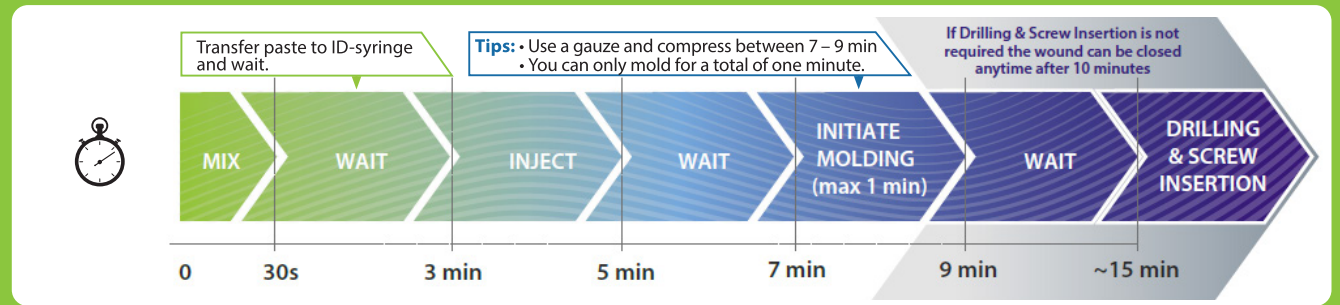 Transfer paste to ID-syringe
and wait.
Tips: • Use a gauze and compress between 7 – 9 min
• You can only mold for a total of one minute.
If Drilling & Screw Insertion is not
required the wound can be closed
anytime after 10 minutes
MIX
WAIT
INJECT
WAIT
INITIATE
MOLDING
(max 1 min)
WAIT
DRILLING
& SCREW
INSERTION
0
30s
3 min
5 min
7 min
9 min
~15 min